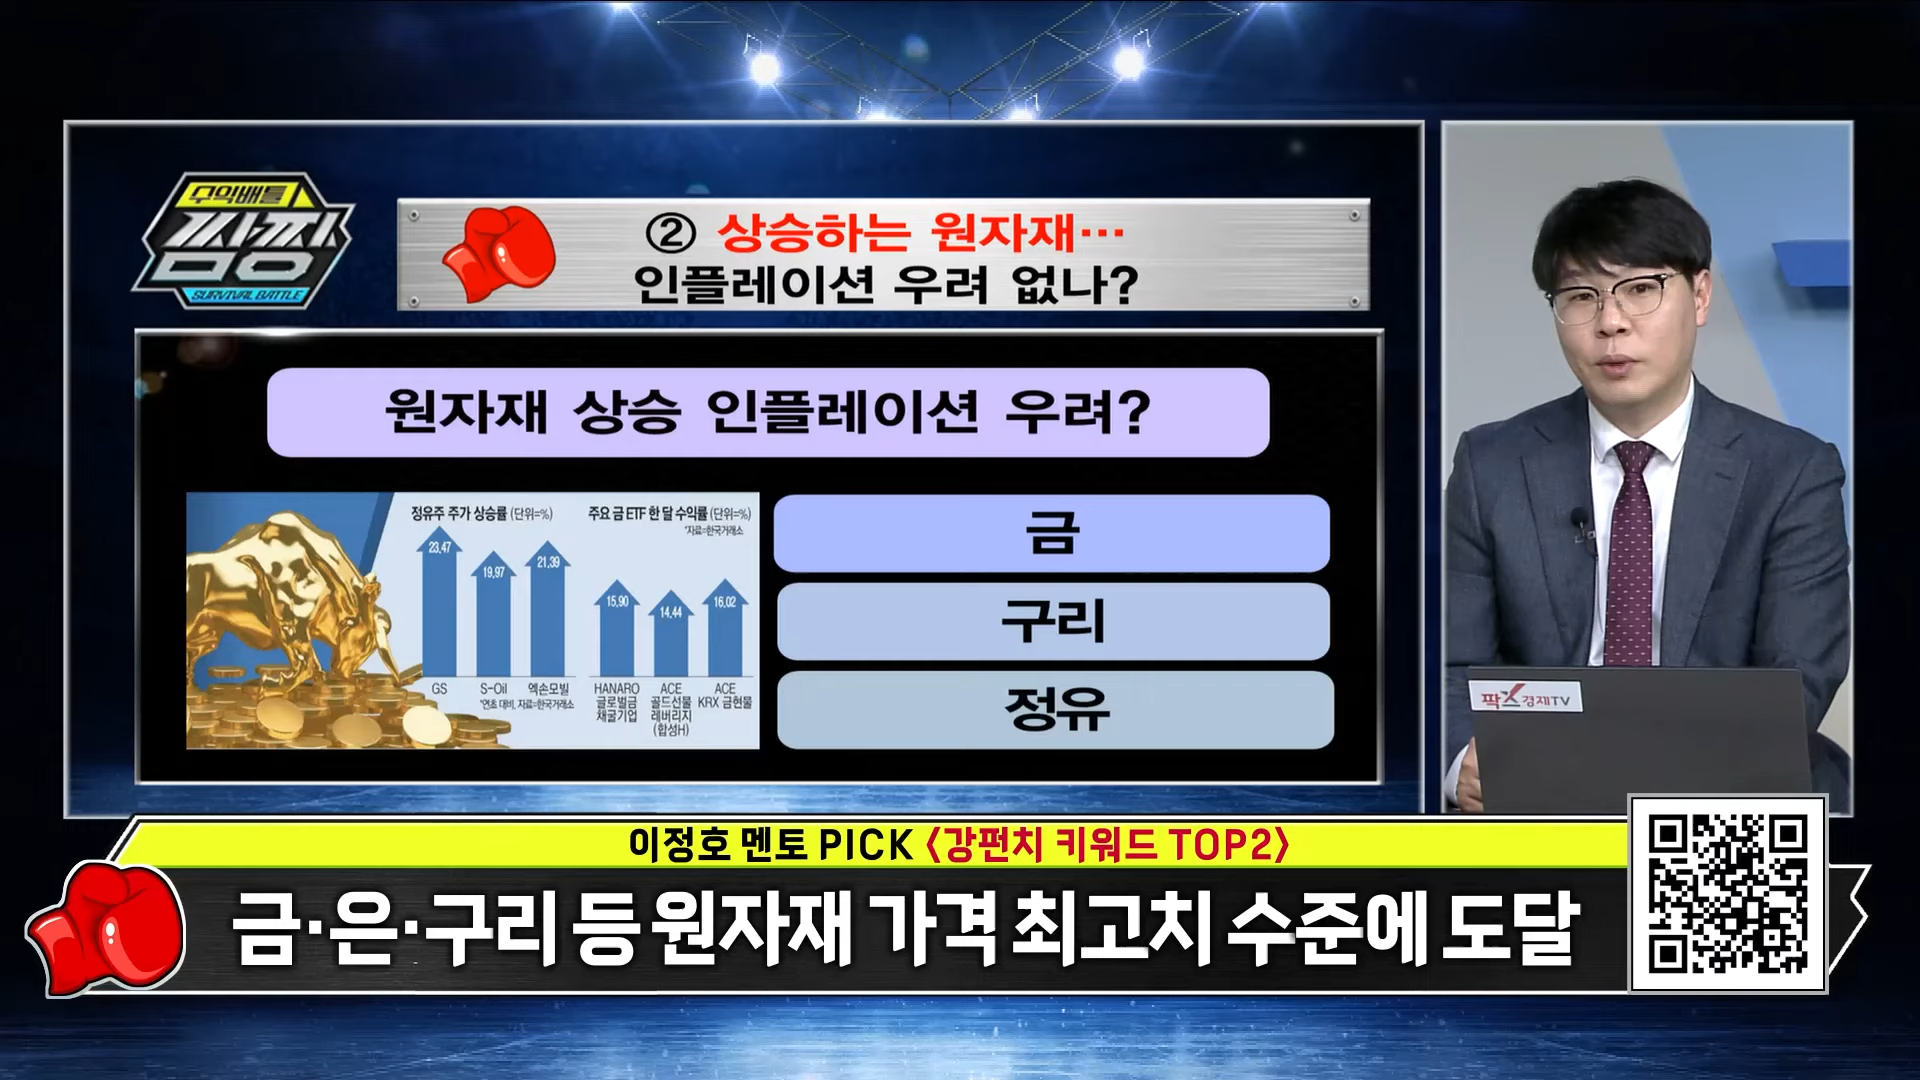 수익배틀
찜찡
SURVIVAL BATTLE
② 상승하는 원자재…
인플레이션 우려 없나?
원자재 상승 인플레이션 우려?
정유주 주가 상승률 (단위=%)
23.47
19.97
21.39
GS
S-Oil
엑손모빌
*연초 대비, 자료=한국거래소
주요 금 ETF 한 달 수익률 (단위=%)
*자료=한국거래소
15.90
14.44
16.02
HANARO
글로벌금
채굴기업
ACE
골드선물
레버리지
(합성H)
ACE
KRX 금현물
금
구리
정유
팍스경제TV
이정호 멘토 PICK <강펀치 키워드 TOP2>
금·은·구리 등 원자재 가격 최고치 수준에 도달